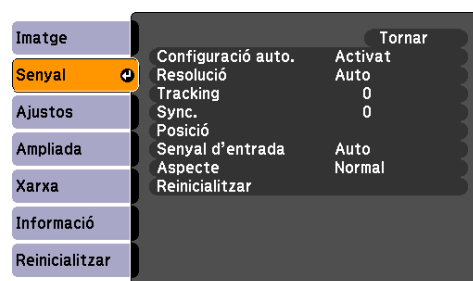 Imatge
Senyal
Ajustos
Ampliada
Xarxa
Informació
Reinicialitzar
Tornar
Configuració auto. Activat
Resolució Auto
Tracking 0
Sync. 0
Posició
Senyal d'entrada Auto
Aspecte Normal
Reinicialitzar